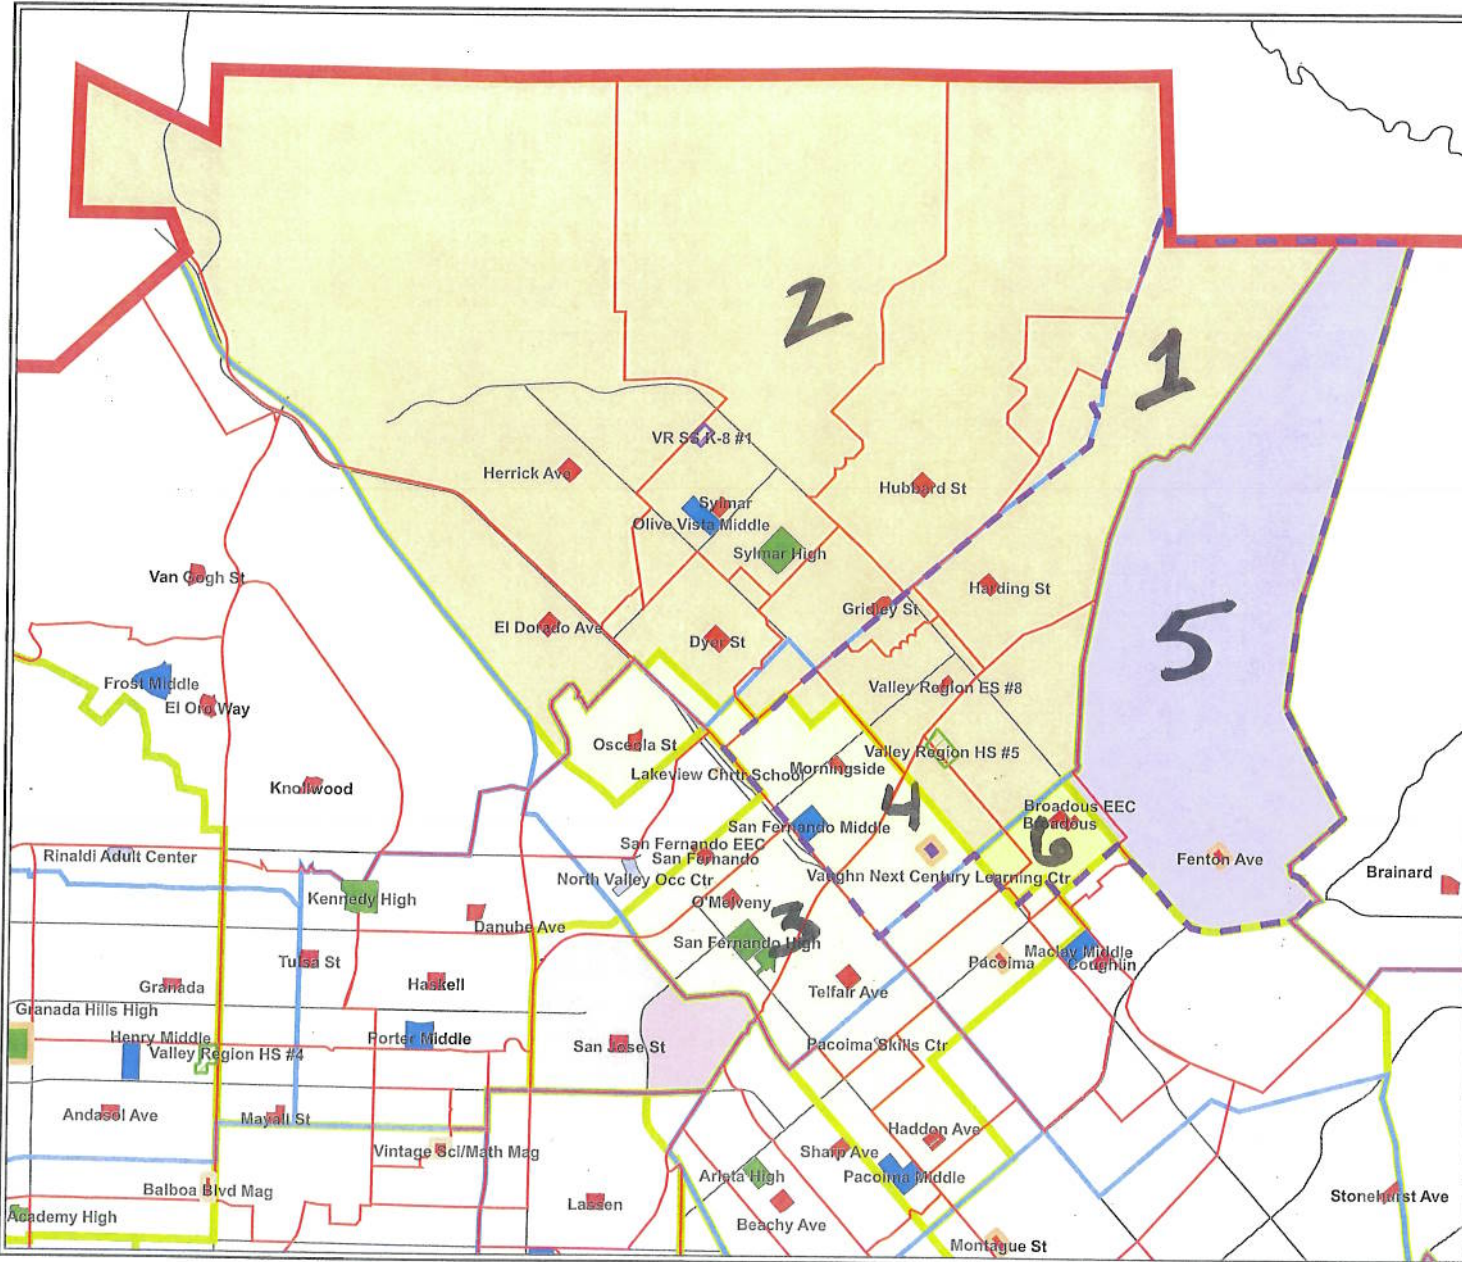 2
1
VR SS K-8 #1
Herrick Ave
Hubbard St
Sylmar
Olive Vista Middle
Sylmar High
Van Gogh St
Harding St
Gridley St
5
El Dorado Ave
Dyer St
Frost Middle
El Oro Way
Valley Region ES #8
Osceola St
Valley Region HS #5
Lakeview Chrtr School
Morningside
Knollwood
4
Broadous EEC
Broadous
6
San Fernando Middle
San Fernando EEC
San Fernando
Rinaldi Adult Center
Fenton Ave
Brainard
North Valley Occ Ctr
Vaughn Next Century Learning Ctr
Kennedy High
O'Melveny
Danube Ave
3
San Fernando High
Maclay Middle
Coughlin
Pacoima
Tulsa St
Granada
Haskell
Telfair Ave
Granada Hills High
Henry Middle
Porter Middle
Valley Region HS #4
San Jose St
Pacoima Skills Ctr
Andasol Ave
Mayall St
Haddon Ave
Vintage Sci/Math Mag
Sharp Ave
Arleta High
Pacoima Middle
Balboa Blvd Mag
Stonehurst Ave
Lassen
Academy High
Beachy Ave
Montague St